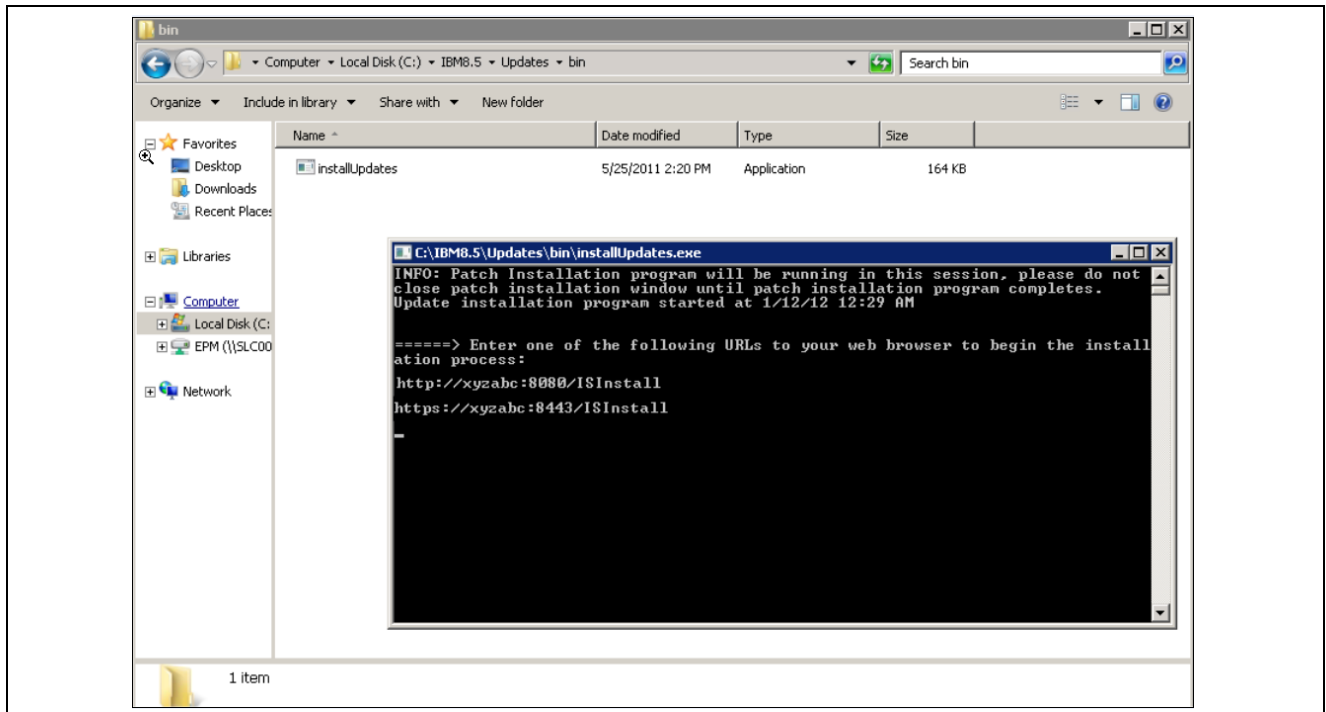 bin
Computer Local Disk (C:) IBM8.5 Updates bin
Search bin
Organize Include in library Share with New folder
Name Date modified Type Size
Favorites
Desktop
Downloads
Recent Places
Libraries
Computer
Local Disk (C:
EPM (\\SLC00
Network
installUpdates 5/25/2011 2:20 PM Application 164 KB
C:\IBM8.5\Updates\bin\installUpdates.exe
INFO: Patch Installation program will be running in this session, please do not
close patch installation window until patch installation program completes.
Update installation program started at 1/12/12 12:29 AM
======> Enter one of the following URLs to your web browser to begin the install
ation process:
http://xyzabc:8080/ISInstall
https://xyzabc:8443/ISInstall
1 item